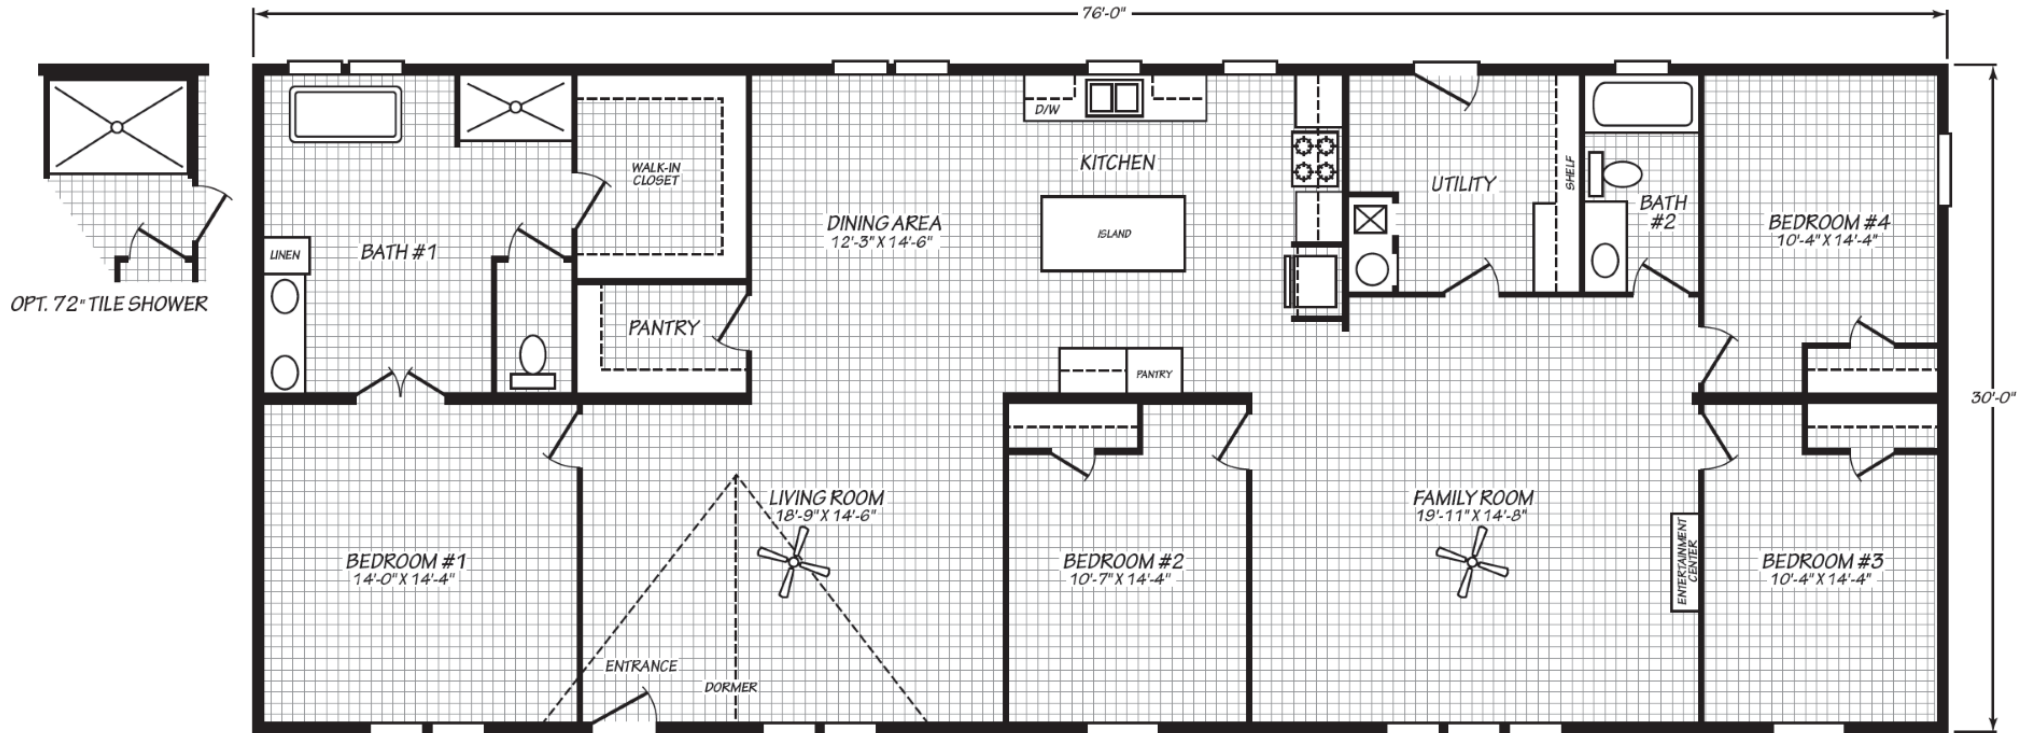 76'-0"
OPT. 72" TILE SHOWER
LINEN
BATH #1
WALK-IN
CLOSET
PANTRY
DINING AREA
12'-3" X 14'-6"
D/W
KITCHEN
ISLAND
PANTRY
UTILITY
SHELF
BATH
#2
BEDROOM #4
10'-4" X 14'-4"
30'-0"
BEDROOM #1
14'-0" X 14'-4"
LIVING ROOM
18'-9" X 14'-6"
ENTRANCE
DORMER
BEDROOM #2
10'-7" X 14'-4"
FAMILY ROOM
19'-11" X 14'-8"
ENTERTAINMENT
CENTER
BEDROOM #3
10'-4" X 14'-4"